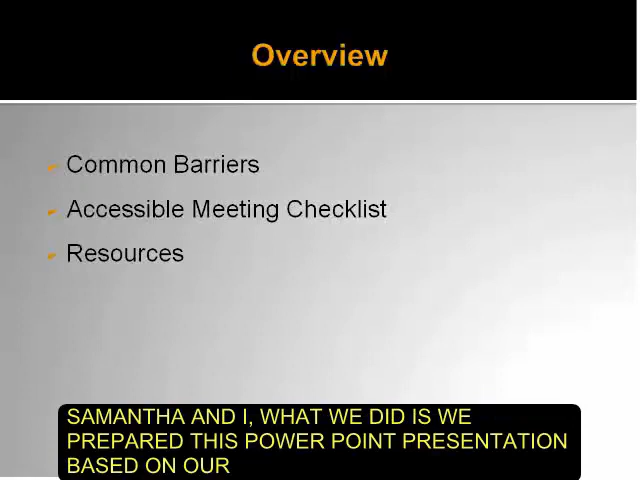 Overview
Common Barriers
Accessible Meeting Checklist
Resources
SAMANTHA AND I, WHAT WE DID IS WE
PREPARED THIS POWER POINT PRESENTATION
BASED ON OUR